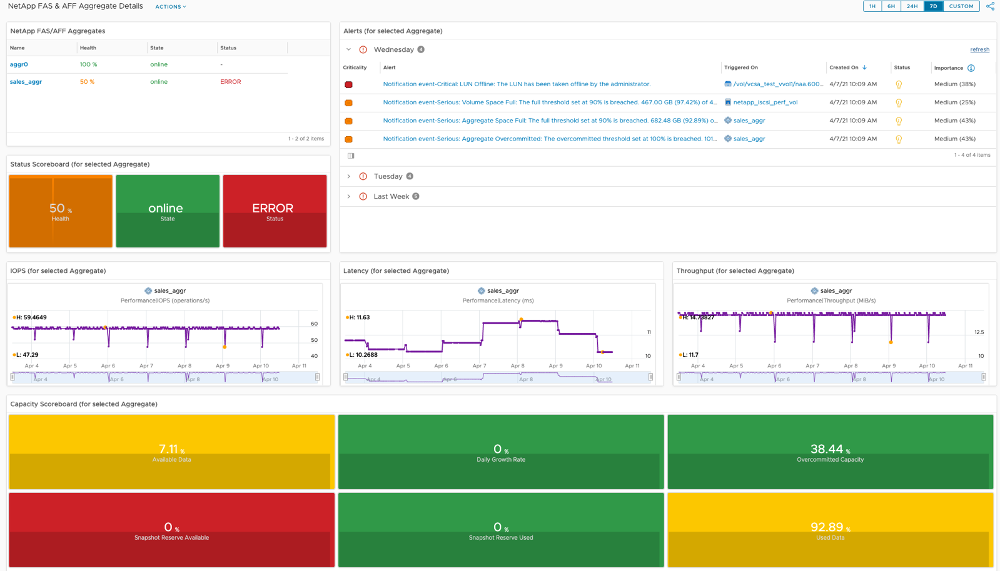 NetApp FAS & AFF Aggregate Details ACTIONS
1H 6H 24H 7D CUSTOM
NetApp FAS/AFF Aggregates
Name Health State Status
aggr0 100 % online -
sales_aggr 50 % online ERROR
1 - 2 of 2 items
Alerts (for selected Aggregate)
Wednesday 4 refresh
Criticality Alert Triggered On Created On Status Importance
Notification event-Critical: LUN Offline: The LUN has been taken offline by the administrator. /vol/vcsa_test_vvol1/naa.600... 4/7/21 10:09 AM Medium (38%)
Notification event-Serious: Volume Space Full: The full threshold set at 90% is breached. 467.00 GB (97.42%) of 4... netapp_iscsi_perf_vol 4/7/21 10:09 AM Medium (25%)
Notification event-Serious: Aggregate Space Full: The full threshold set at 90% is breached. 682.48 GB (92.89%) o... sales_aggr 4/7/21 10:09 AM Medium (43%)
Notification event-Serious: Aggregate Overcommitted: The overcommitted threshold set at 100% is breached. 101... sales_aggr 4/7/21 10:09 AM Medium (43%)
1 - 4 of 4 items
Tuesday 4
Last Week 5
Status Scoreboard (for selected Aggregate)
50 %
Health
online
State
ERROR
Status
IOPS (for selected Aggregate)
sales_aggr
Performance|IOPS (operations/s)
H: 59.4649
60
50
L: 47.29
40
Apr 4 Apr 5 Apr 6 Apr 7 Apr 8 Apr 9 Apr 10 Apr 11
Apr 4 Apr 6 Apr 8 Apr 10
Latency (for selected Aggregate)
sales_aggr
Performance|Latency (ms)
H: 11.63
11
L: 10.2688
10
Apr 4 Apr 5 Apr 6 Apr 7 Apr 8 Apr 9 Apr 10 Apr 11
Apr 4 Apr 6 Apr 8 Apr 10
Throughput (for selected Aggregate)
sales_aggr
Performance|Throughput (MiB/s)
H: 14.73827
12.5
L: 11.7
10
Apr 4 Apr 5 Apr 6 Apr 7 Apr 8 Apr 9 Apr 10 Apr 11
Apr 4 Apr 6 Apr 8 Apr 10
Capacity Scoreboard (for selected Aggregate)
7.11 %
Available Data
0 %
Daily Growth Rate
38.44 %
Overcommitted Capacity
0 %
Snapshot Reserve Available
0 %
Snapshot Reserve Used
92.89 %
Used Data